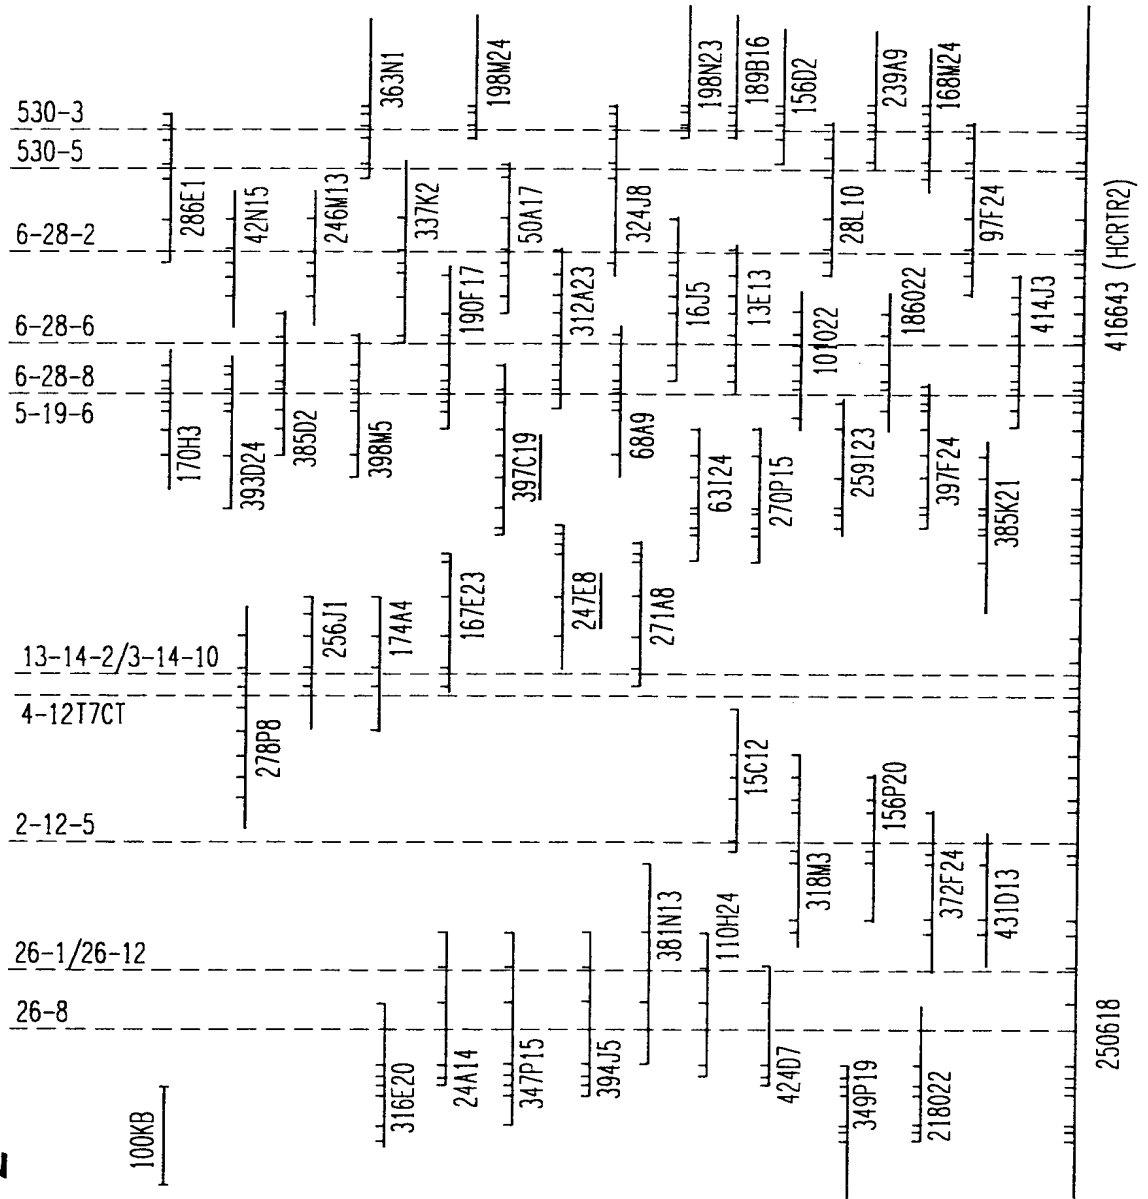 530-3
530-5
6-28-2
6-28-6
6-28-8
5-19-6
13-14-2/3-14-10
4-12T7CT
2-12-5
26-1/26-12
26-8
100KB
363N1
198M24
198N23
189B16
156D2
239A9
168M24
286E1
42N15
246M13
337K2
50A17
324J8
28L10
97F24
190F17
312A23
16J5
13E13
101O22
186O22
414J3
170H3
393D24
385D2
398M5
397C19
68A9
63I24
270P15
259I23
397F24
385K21
256J1
174A4
167E23
247E8
271A8
278P8
15C12
318M3
156P20
372F24
431D13
381N13
110H24
316E20
24A14
347P15
394J5
424D7
349P19
218O22
416643 (HCRTR2)
250618